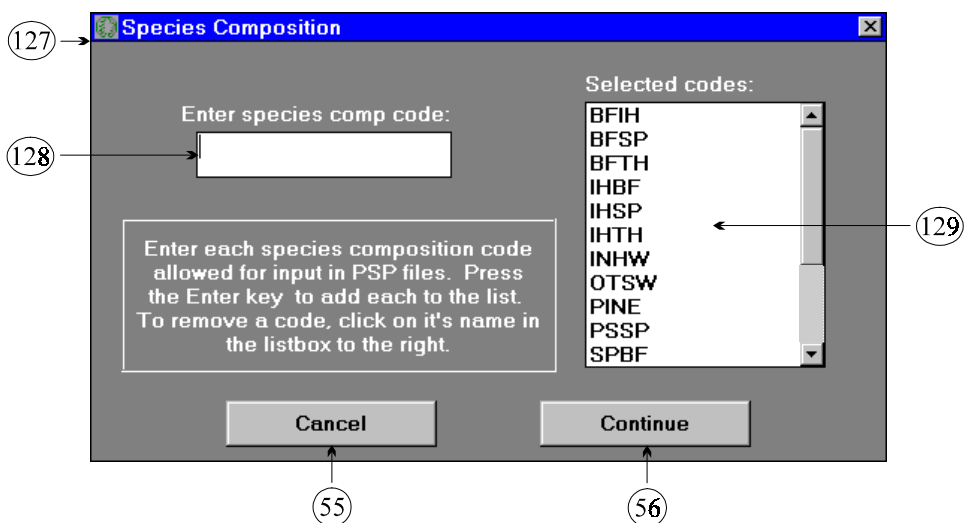 127
Species Composition
Enter species comp code:
128
Enter each species composition code
allowed for input in PSP files.  Press
the Enter key  to add each to the list.
To remove a code, click on it's name in
the listbox to the right.
Selected codes:
BFIH
BFSP
BFTH
IHBF
IHSP
IHTH
INHW
OTSW
PINE
PSSP
SPBF
129
Cancel
Continue
55
56